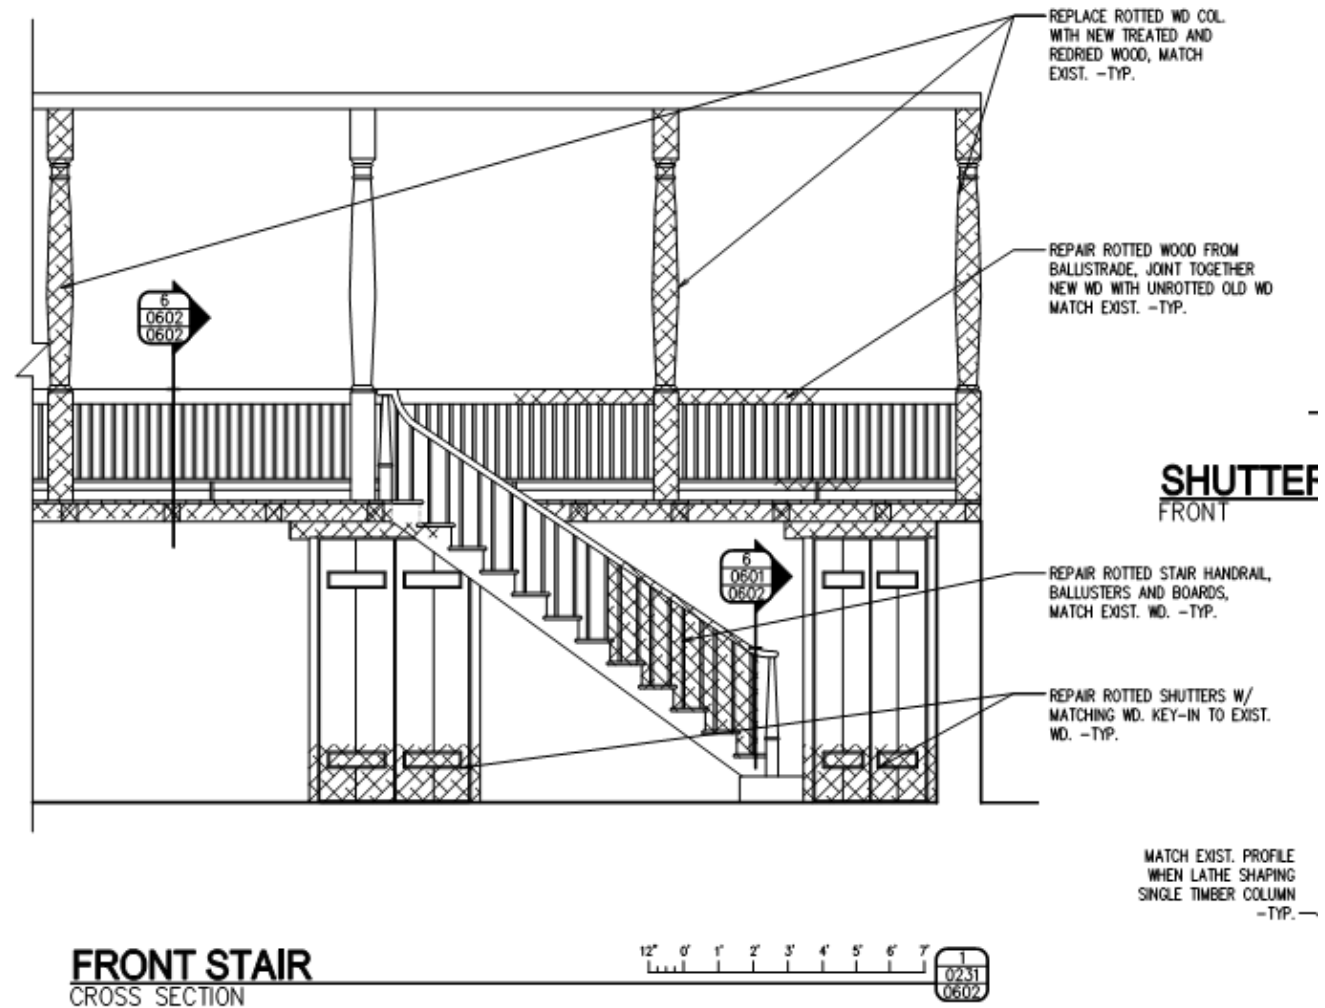 REPLACE ROTTED WD COL.
WITH NEW TREATED AND
REDRIED WOOD, MATCH
EXIST. -TYP.
6
0602
0602
REPAIR ROTTED WOOD FROM
BALLISTRADE, JOINT TOGETHER
NEW WD WITH UNROTTED OLD WD
MATCH EXIST. -TYP.
SHUTTER
FRONT
6
0601
0602
REPAIR ROTTED STAIR HANDRAIL,
BALLUSTERS AND BOARDS,
MATCH EXIST. WD. -TYP.
REPAIR ROTTED SHUTTERS W/
MATCHING WD. KEY-IN TO EXIST.
WD. -TYP.
MATCH EXIST. PROFILE
WHEN LATHE SHAPING
SINGLE TIMBER COLUMN
-TYP.
FRONT STAIR
CROSS SECTION
12" 0' 1' 2' 3' 4' 5' 6' 7'
1
0231
0602